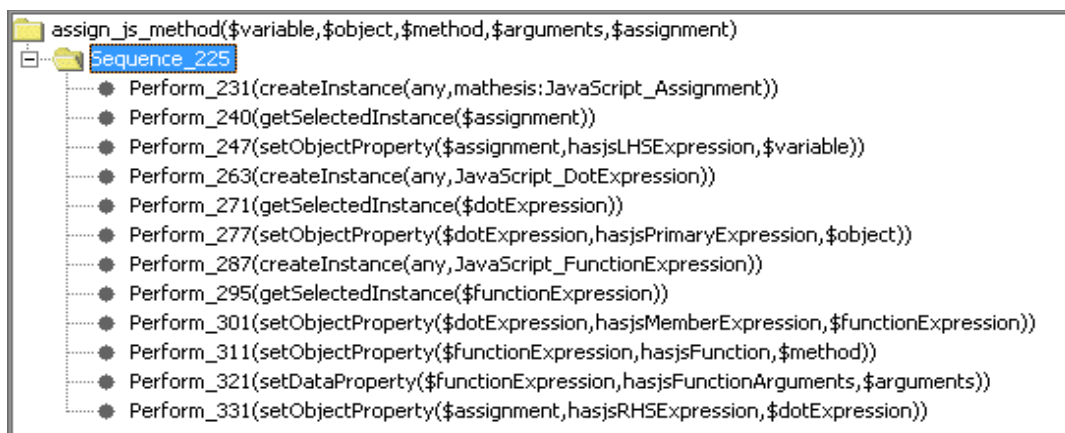 assign_js_method($variable,$object,$method,$arguments,$assignment)
Sequence_225
Perform_231(createInstance(any,mathesis:JavaScript_Assignment))
Perform_240(getSelectedInstance($assignment))
Perform_247(setObjectProperty($assignment,hasjsLHSExpression,$variable))
Perform_263(createInstance(any,JavaScript_DotExpression))
Perform_271(getSelectedInstance($dotExpression))
Perform_277(setObjectProperty($dotExpression,hasjsPrimaryExpression,$object))
Perform_287(createInstance(any,JavaScript_FunctionExpression))
Perform_295(getSelectedInstance($functionExpression))
Perform_301(setObjectProperty($dotExpression,hasjsMemberExpression,$functionExpression))
Perform_311(setObjectProperty($functionExpression,hasjsFunction,$method))
Perform_321(setDataProperty($functionExpression,hasjsFunctionArguments,$arguments))
Perform_331(setObjectProperty($assignment,hasjsRHSExpression,$dotExpression))